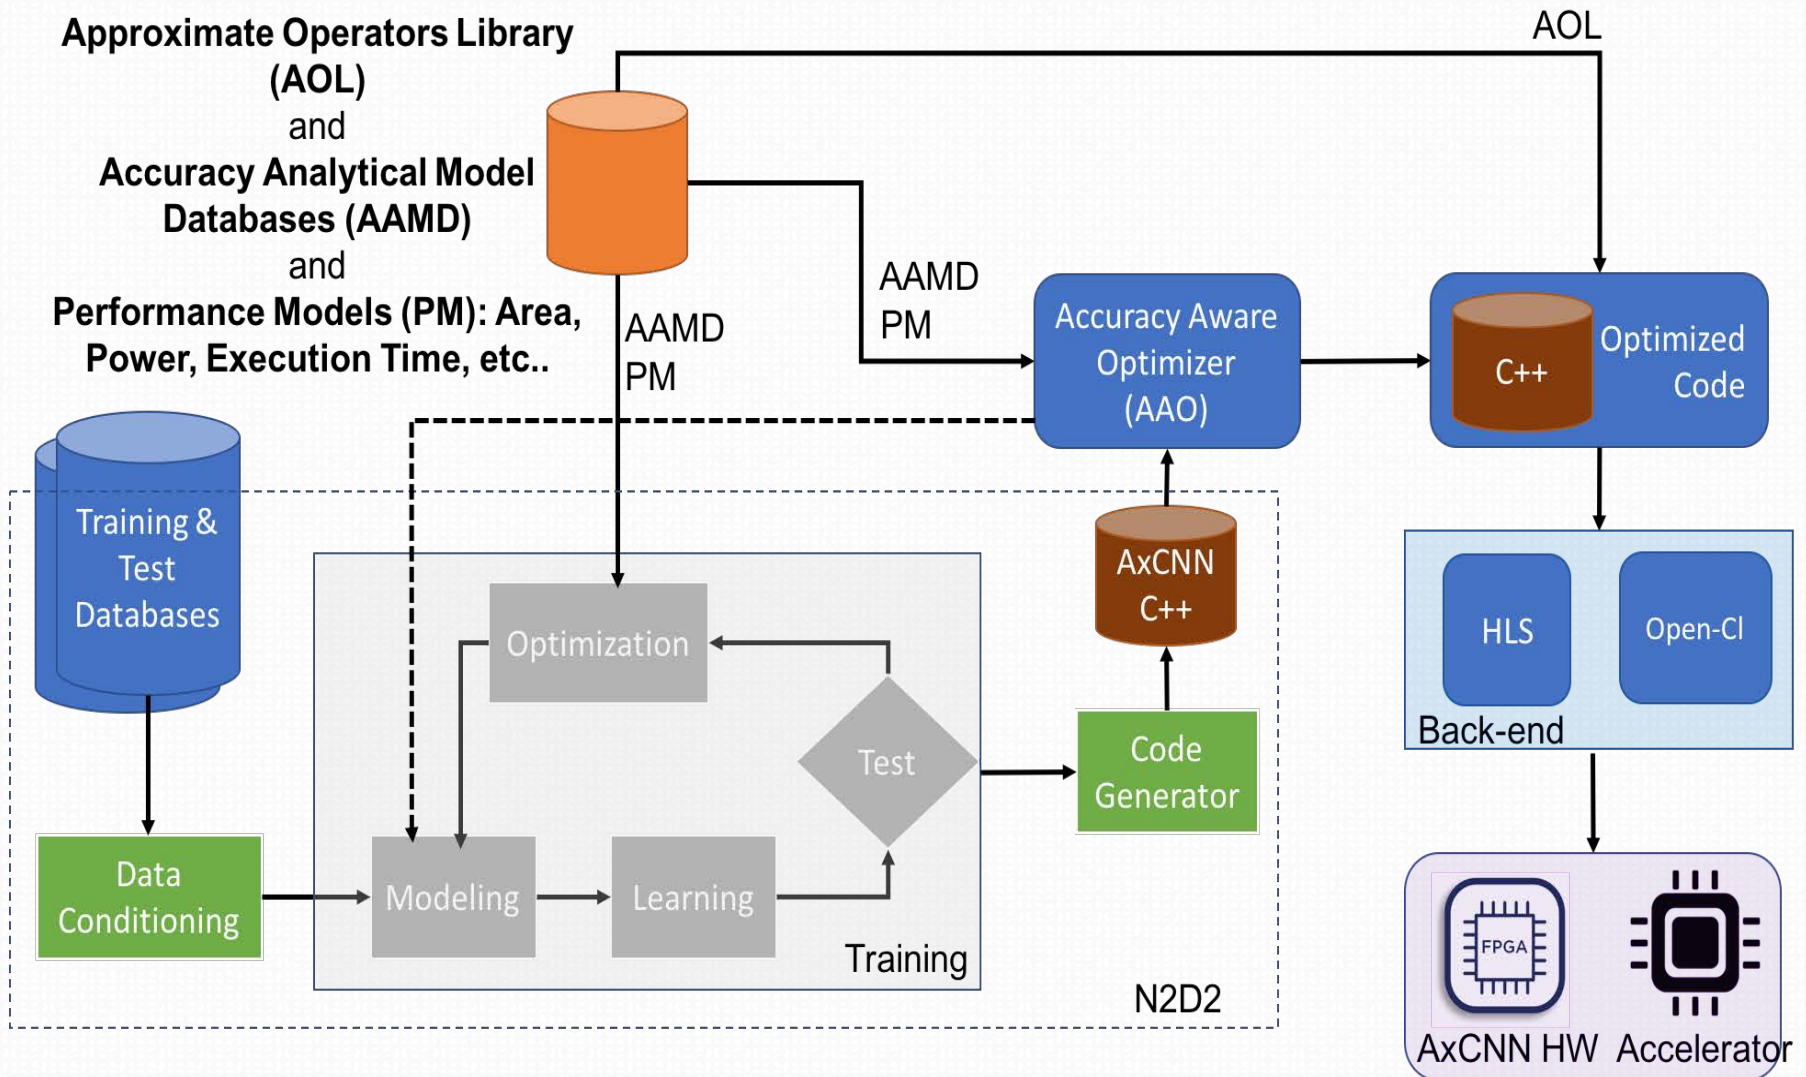 Approximate Operators Library
(AOL)
and
Accuracy Analytical Model
Databases (AAMD)
and
Performance Models (PM): Area,
Power, Execution Time, etc..
AOL
AAMD
PM
AAMD
PM
Accuracy Aware
Optimizer
(AAO)
C++
Optimized
Code
Training &
Test
Databases
AxCNN
C++
Optimization
Test
Code
Generator
HLS
Open-Cl
Back-end
Data
Conditioning
Modeling
Learning
Training
N2D2
FPGA
AxCNN HW Accelerator